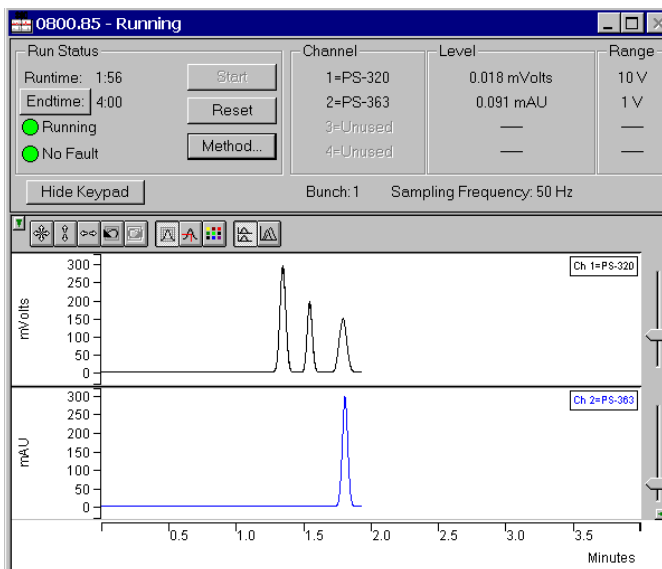 0800.85 - Running
Run Status
Runtime: 1:56
Start
Endtime: 4:00
Reset
Running
No Fault
Method...
Channel
1=PS-320
2=PS-363
3=Unused
4=Unused
Level
0.018 mVolts
0.091 mAU
Range
10 V
1 V
Hide Keypad
Bunch: 1 Sampling Frequency: 50 Hz
Ch 1=PS-320
mVolts
300
250
200
150
100
50
0
Ch 2=PS-363
mAU
300
250
200
150
100
50
0
0.5 1.0 1.5 2.0 2.5 3.0 3.5
Minutes